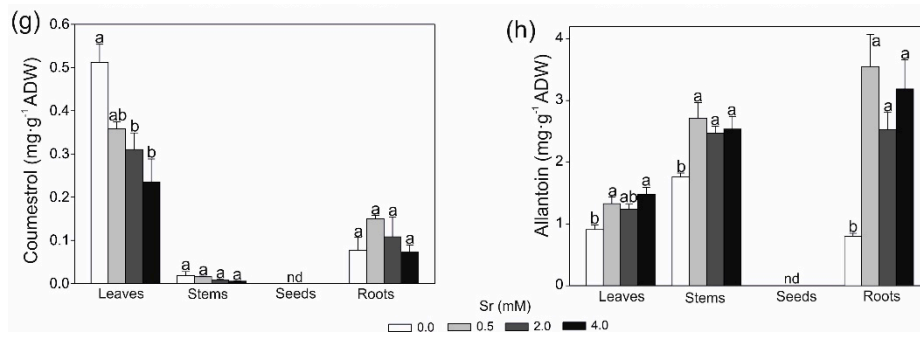 (g)
Coumestrol (mg·g⁻¹ ADW)
0.6
0.5
0.4
0.3
0.2
0.1
0.0
a
ab
b
b
a a a a
nd
a
a
a
a
Leaves Stems Seeds Roots
(h)
Allantoin (mg·g⁻¹ ADW)
4
3
2
1
0
b
a
ab
a
b
a
a
a
nd
b
a
a
a
Leaves Stems Seeds Roots
Sr (mM)
0.0 0.5 2.0 4.0